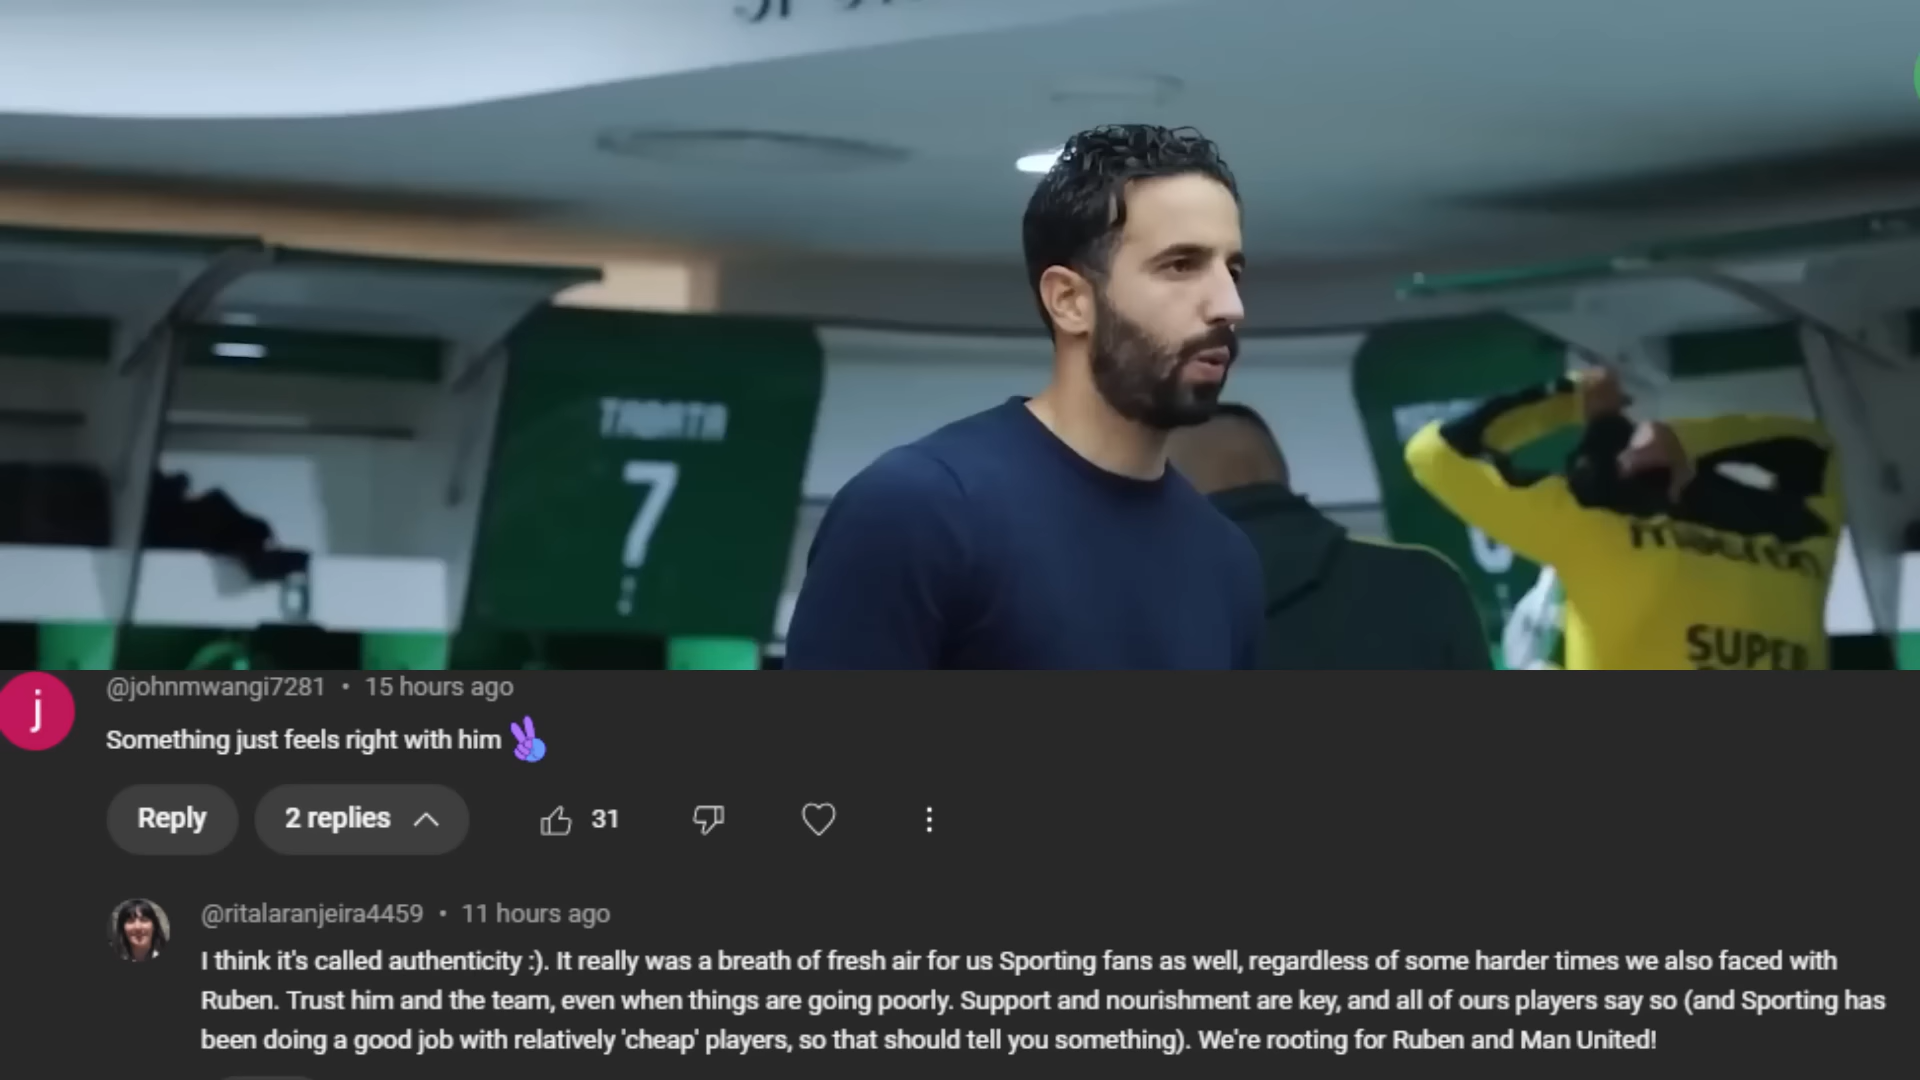 TABATA
7
macron
SUPER
j
@johnmwangi7281 • 15 hours ago
Something just feels right with him
Reply
2 replies
31
@ritalaranjeira4459 • 11 hours ago
I think it's called authenticity :). It really was a breath of fresh air for us Sporting fans as well, regardless of some harder times we also faced with
Ruben. Trust him and the team, even when things are going poorly. Support and nourishment are key, and all of ours players say so (and Sporting has
been doing a good job with relatively 'cheap' players, so that should tell you something). We're rooting for Ruben and Man United!